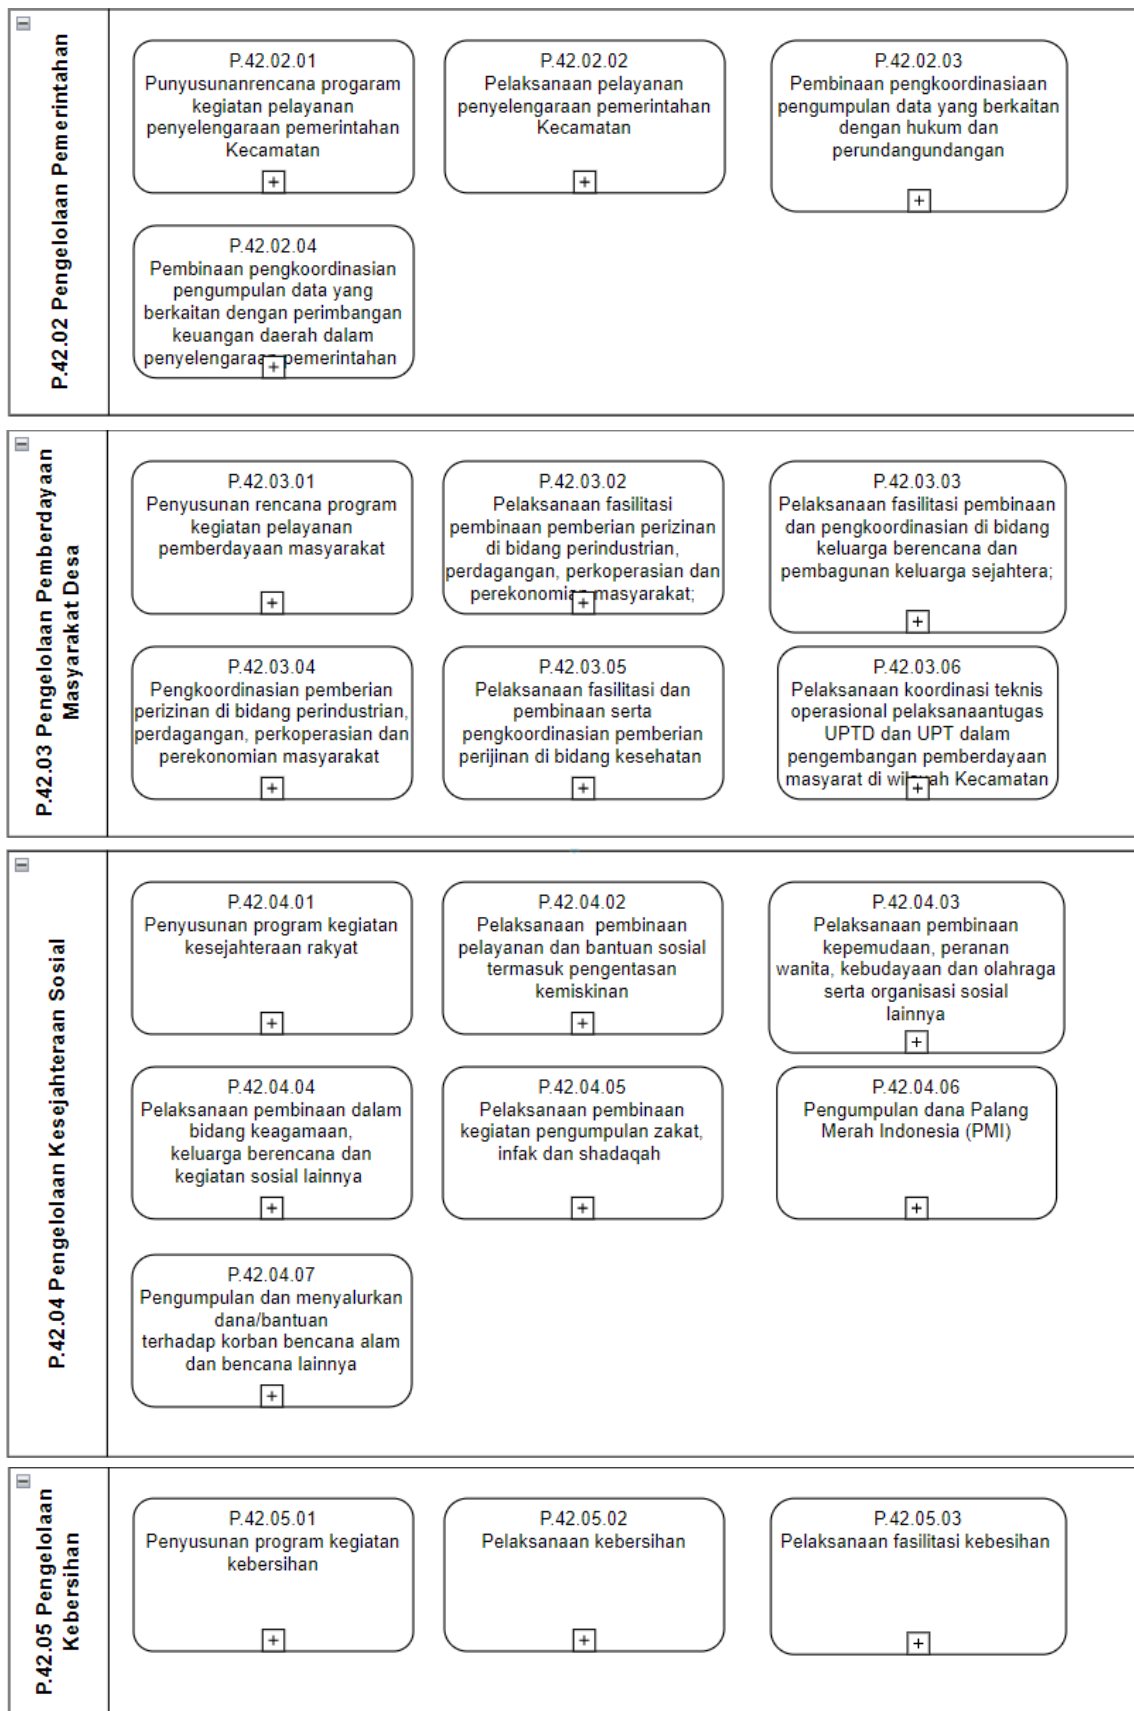 P.42.02 Pengelolaan Pemerintahan
P.42.02.01
Punyusunanrencana progaram
kegiatan pelayanan
penyelengaraan pemerintahan
Kecamatan
P.42.02.02
Pelaksanaan pelayanan
penyelengaraan pemerintahan
Kecamatan
P.42.02.03
Pembinaan pengkoordinasiaan
pengumpulan data yang berkaitan
dengan hukum dan
perundangundangan
P.42.02.04
Pembinaan pengkoordinasian
pengumpulan data yang
berkaitan dengan perimbangan
keuangan daerah dalam
penyelengaraan pemerintahan
P.42.03 Pengelolaan Pemberdayaan
Masyarakat Desa
P.42.03.01
Penyusunan rencana program
kegiatan pelayanan
pemberdayaan masyarakat
P.42.03.02
Pelaksanaan fasilitasi
pembinaan pemberian perizinan
di bidang perindustrian,
perdagangan, perkoperasian dan
perekonomian masyarakat;
P.42.03.03
Pelaksanaan fasilitasi pembinaan
dan pengkoordinasian di bidang
keluarga berencana dan
pembagunan keluarga sejahtera;
P.42.03.04
Pengkoordinasian pemberian
perizinan di bidang perindustrian,
perdagangan, perkoperasian dan
perekonomian masyarakat
P.42.03.05
Pelaksanaan fasilitasi dan
pembinaan serta
pengkoordinasian pemberian
perijinan di bidang kesehatan
P.42.03.06
Pelaksanaan koordinasi teknis
operasional pelaksanaantugas
UPTD dan UPT dalam
pengembangan pemberdayaan
masyarat di wilayah Kecamatan
P.42.04 Pengelolaan Kesejahteraan Sosial
P.42.04.01
Penyusunan program kegiatan
kesejahteraan rakyat
P.42.04.02
Pelaksanaan  pembinaan
pelayanan dan bantuan sosial
termasuk pengentasan
kemiskinan
P.42.04.03
Pelaksanaan pembinaan
kepemudaan, peranan
wanita, kebudayaan dan olahraga
serta organisasi sosial
lainnya
P.42.04.04
Pelaksanaan pembinaan dalam
bidang keagamaan,
keluarga berencana dan
kegiatan sosial lainnya
P.42.04.05
Pelaksanaan pembinaan
kegiatan pengumpulan zakat,
infak dan shadaqah
P.42.04.06
Pengumpulan dana Palang
Merah Indonesia (PMI)
P.42.04.07
Pengumpulan dan menyalurkan
dana/bantuan
terhadap korban bencana alam
dan bencana lainnya
P.42.05 Pengelolaan
Kebersihan
P.42.05.01
Penyusunan program kegiatan
kebersihan
P.42.05.02
Pelaksanaan kebersihan
P.42.05.03
Pelaksanaan fasilitasi kebesihan